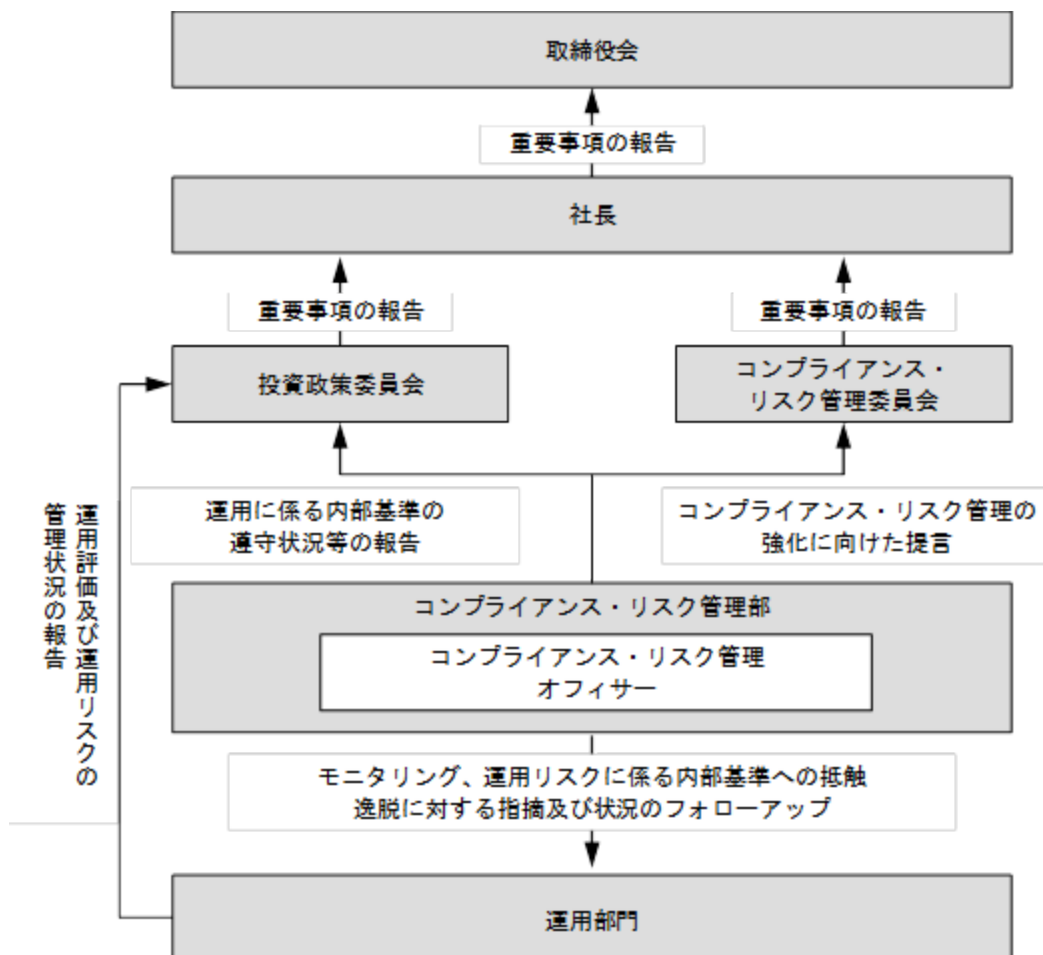 取締役会
重要事項の報告
社長
重要事項の報告
重要事項の報告
投資政策委員会
コンプライアンス・
リスク管理委員会
運用に係る内部基準の
遵守状況等の報告
コンプライアンス・リスク管理の
強化に向けた提言
運用評価及び運用リスクの
管理状況の報告
コンプライアンス・リスク管理部
コンプライアンス・リスク管理
オフィサー
モニタリング、運用リスクに係る内部基準への抵触
逸脱に対する指摘及び状況のフォローアップ
運用部門